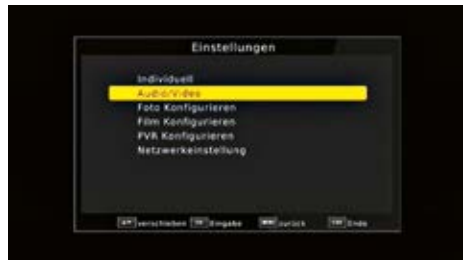 Einstellungen
Individuell
Audio/Video
Foto Konfigurieren
Film Konfigurieren
PVR Konfigurieren
Netzwerkeinstellung
verschieben Eingabe zurück Ende